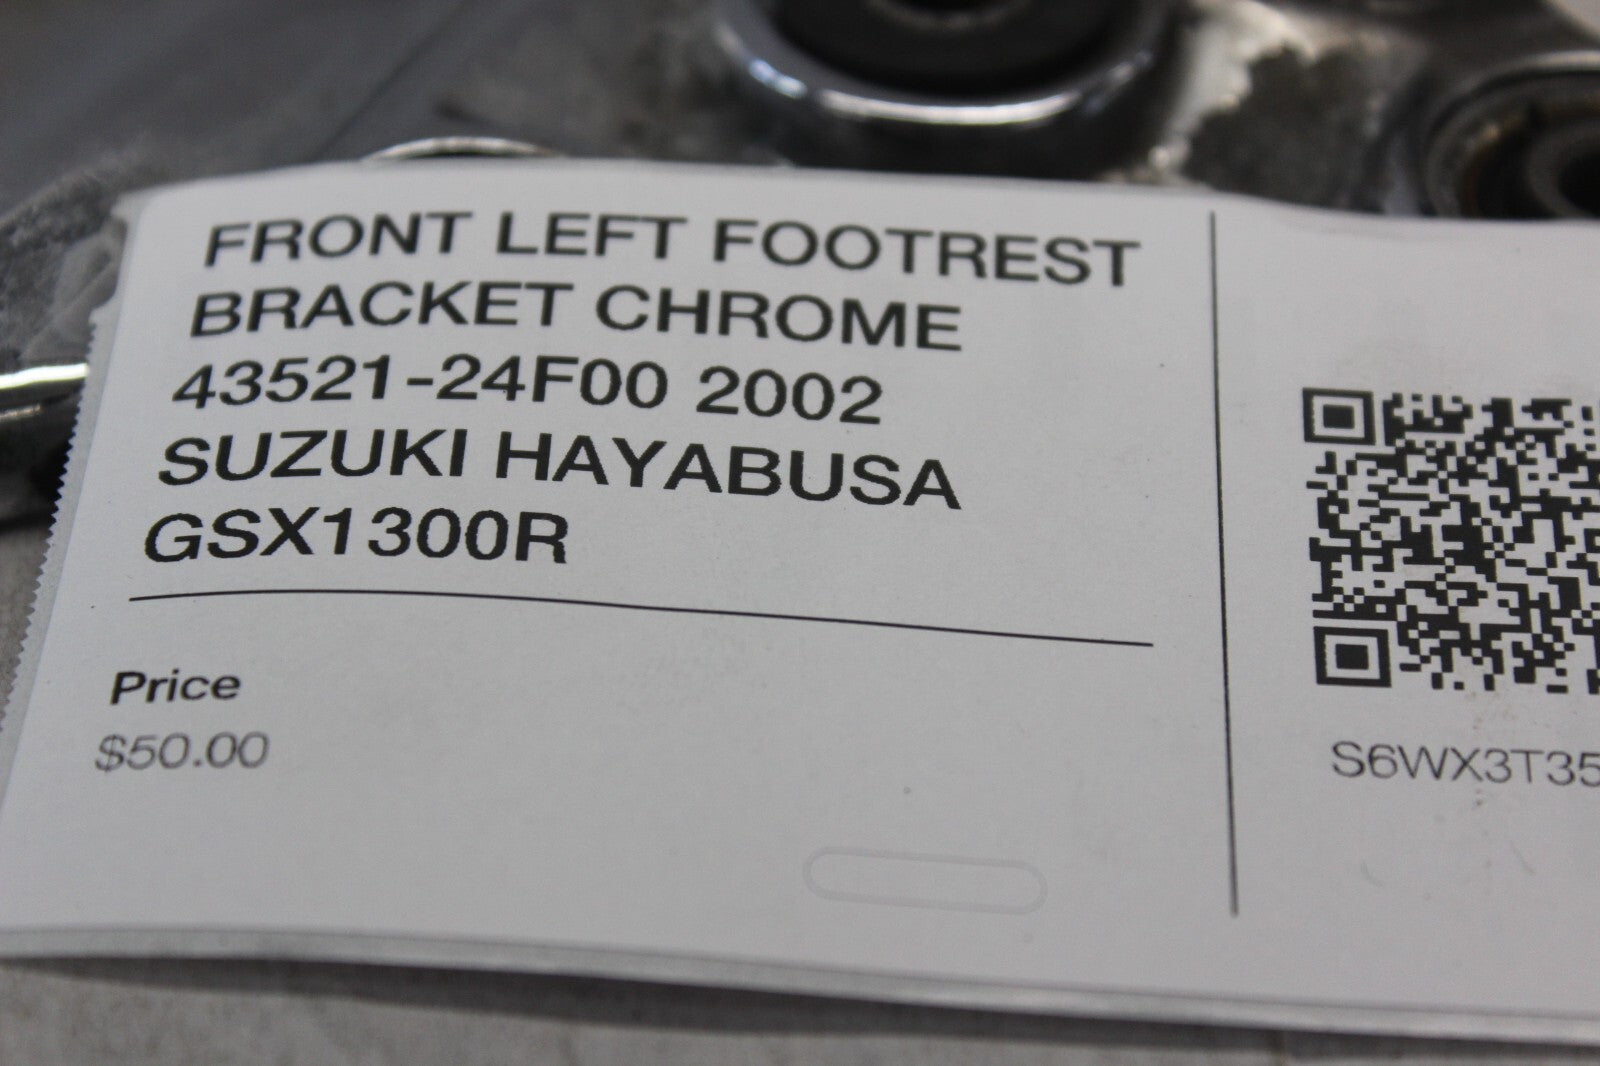 FRONT LEFT FOOTREST
BRACKET CHROME
43521-24F00 2002
SUZUKI HAYABUSA
GSX1300R
Price
$50.00
S6WX3T35